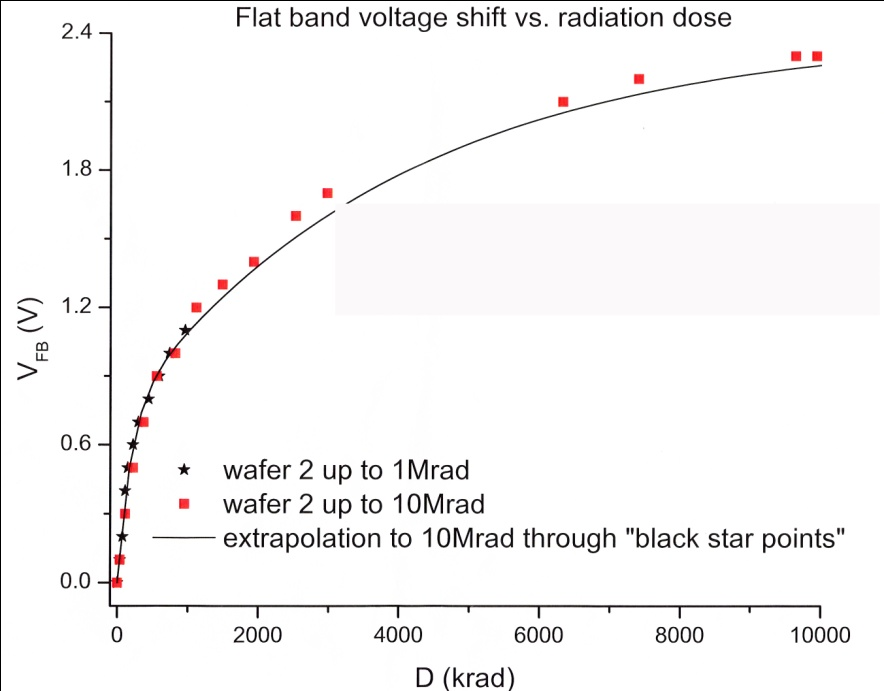 Flat band voltage shift vs. radiation dose
2.4
1.8
1.2
0.6
0.0
V_FB (V)
wafer 2 up to 1Mrad
wafer 2 up to 10Mrad
extrapolation to 10Mrad through "black star points"
0 2000 4000 6000 8000 10000
D (krad)